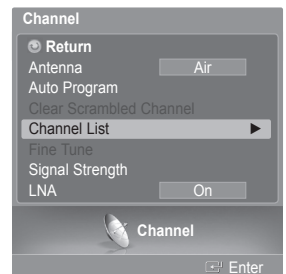 Channel
Return
Antenna Air
Auto Program
Clear Scrambled Channel
Channel List
Fine Tune
Signal Strength
LNA On
Channel
Enter